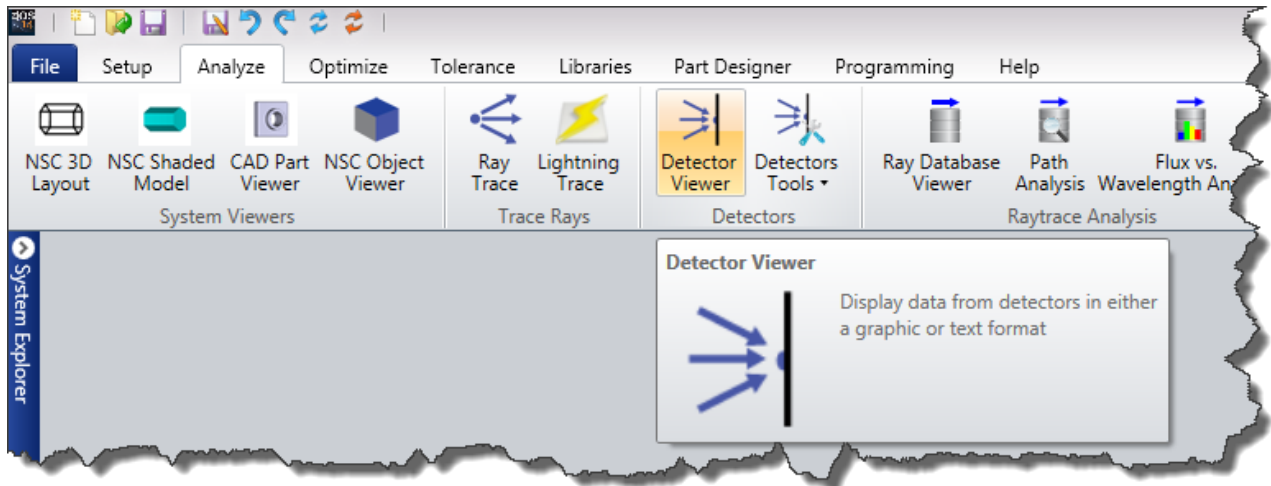 File Setup Analyze Optimize Tolerance Libraries Part Designer Programming Help
NSC 3D NSC Shaded CAD Part NSC Object Ray Lightning Detector Detectors Ray Database Path Flux vs.
Layout Model Viewer Viewer Trace Trace Viewer Tools Viewer Analysis Wavelength An
System Viewers Trace Rays Detectors Raytrace Analysis
System Explorer
Detector Viewer
Display data from detectors in either
a graphic or text format